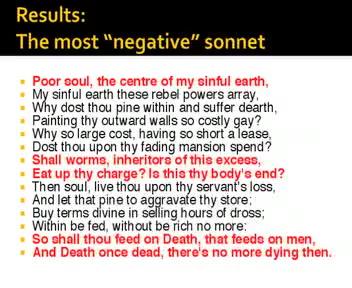 Results:
The most “negative” sonnet
Poor soul, the centre of my sinful earth,
My sinful earth these rebel powers array,
Why dost thou pine within and suffer dearth,
Painting thy outward walls so costly gay?
Why so large cost, having so short a lease,
Dost thou upon thy fading mansion spend?
Shall worms, inheritors of this excess,
Eat up thy charge? Is this thy body's end?
Then soul, live thou upon thy servant's loss,
And let that pine to aggravate thy store;
Buy terms divine in selling hours of dross;
Within be fed, without be rich no more:
So shall thou feed on Death, that feeds on men,
And Death once dead, there's no more dying then.